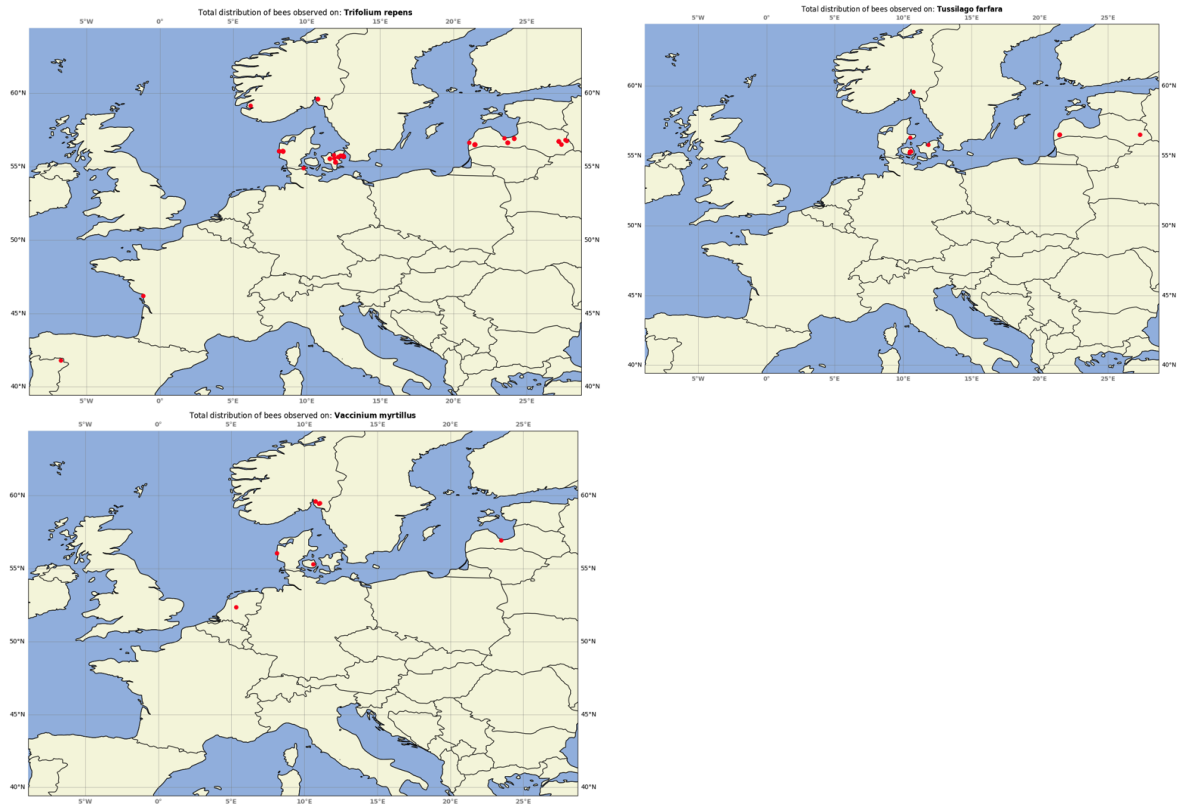 Total distribution of bees observed on: Trifolium repens
5°W 0° 5°E 10°E 15°E 20°E 25°E
60°N 60°N
55°N 55°N
50°N 50°N
45°N 45°N
40°N 40°N
5°W 0° 5°E 10°E 15°E 20°E 25°E
Total distribution of bees observed on: Tussilago farfara
5°W 0° 5°E 10°E 15°E 20°E 25°E
60°N 60°N
55°N 55°N
50°N 50°N
45°N 45°N
40°N 40°N
5°W 0° 5°E 10°E 15°E 20°E 25°E
Total distribution of bees observed on: Vaccinium myrtillus
5°W 0° 5°E 10°E 15°E 20°E 25°E
60°N 60°N
55°N 55°N
50°N 50°N
45°N 45°N
40°N 40°N
5°W 0° 5°E 10°E 15°E 20°E 25°E